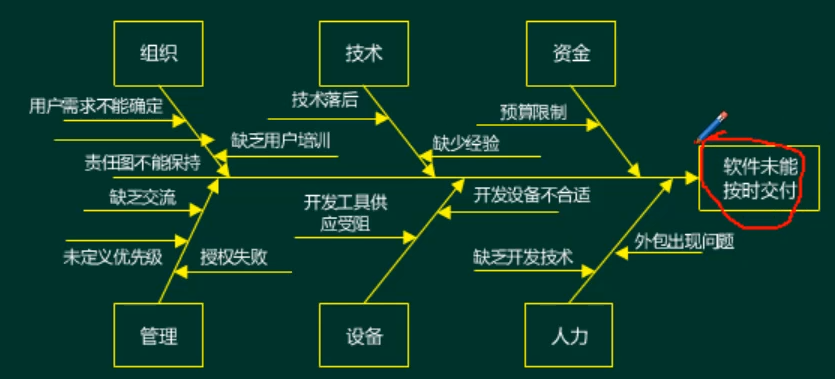 组织
技术
资金
用户需求不能确定
技术落后
预算限制
缺乏用户培训
缺少经验
责任图不能保持
软件未能
按时交付
缺乏交流
开发工具供
应受阻
开发设备不合适
未定义优先级
授权失败
缺乏开发技术
外包出现问题
管理
设备
人力